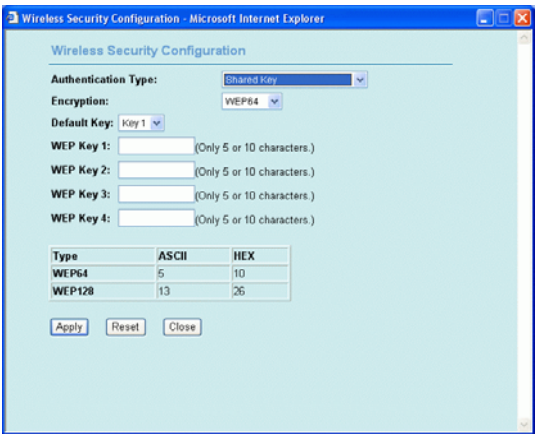 Wireless Security Configuration - Microsoft Internet Explorer
Wireless Security Configuration
Authentication Type: Shared Key
Encryption: WEP64
Default Key: Key 1
WEP Key 1: (Only 5 or 10 characters.)
WEP Key 2: (Only 5 or 10 characters.)
WEP Key 3: (Only 5 or 10 characters.)
WEP Key 4: (Only 5 or 10 characters.)
Type ASCII HEX
WEP64 5 10
WEP128 13 26
Apply Reset Close